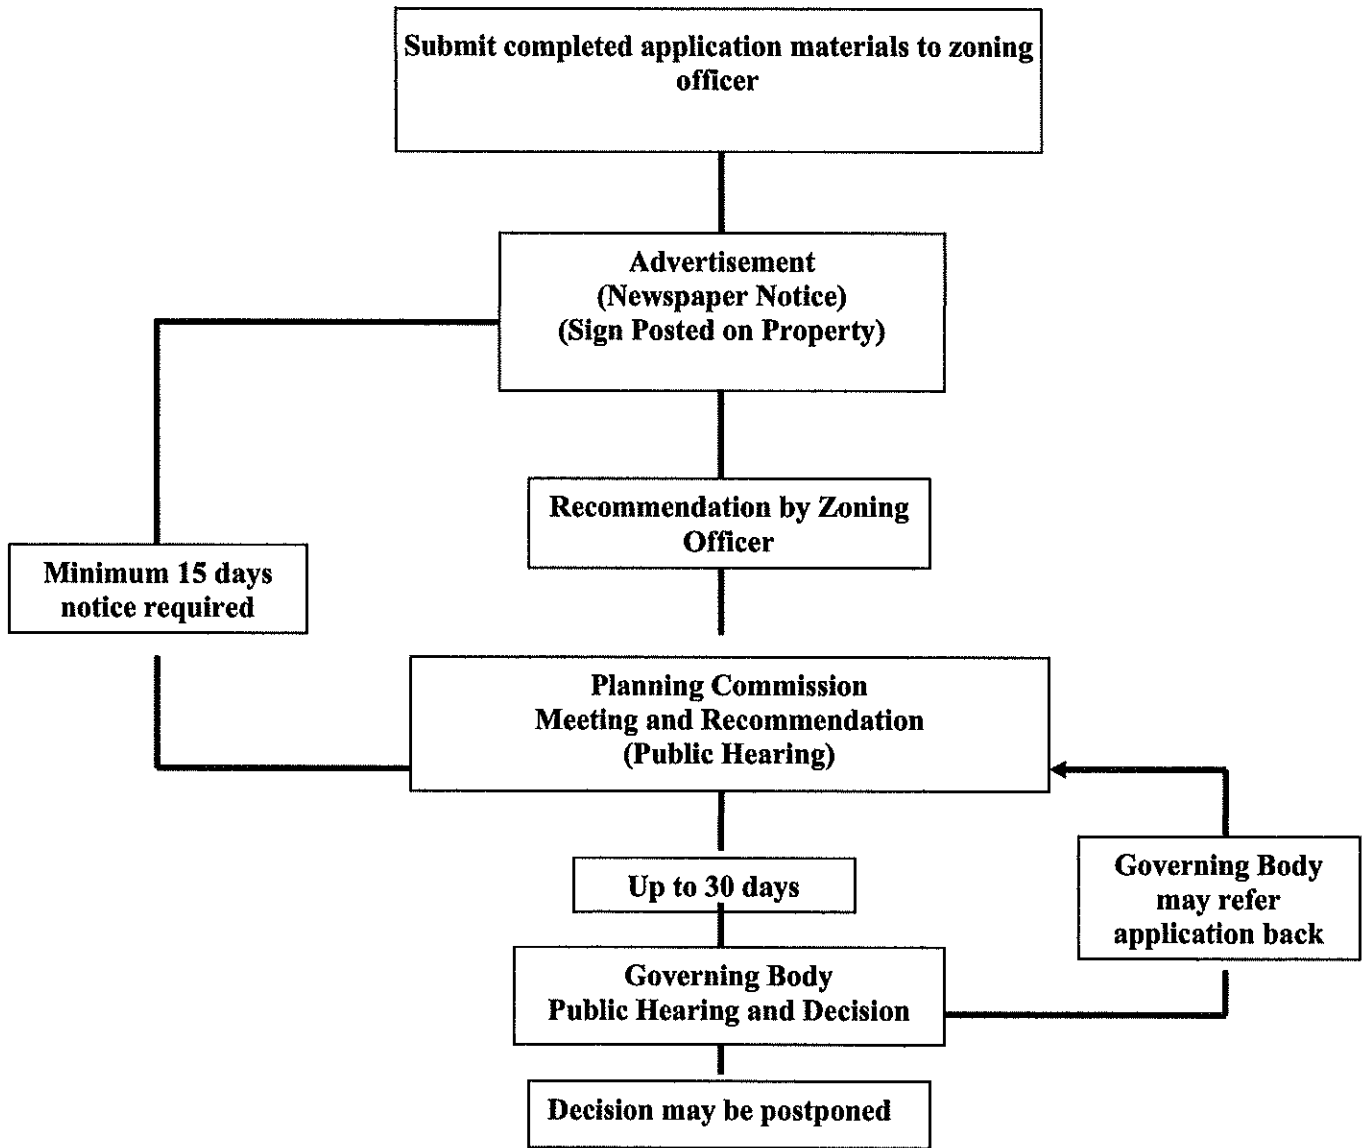 Submit completed application materials to zoning
officer
Advertisement
(Newspaper Notice)
(Sign Posted on Property)
Recommendation by Zoning
Officer
Minimum 15 days
notice required
Planning Commission
Meeting and Recommendation
(Public Hearing)
Up to 30 days
Governing Body
may refer
application back
Governing Body
Public Hearing and Decision
Decision may be postponed